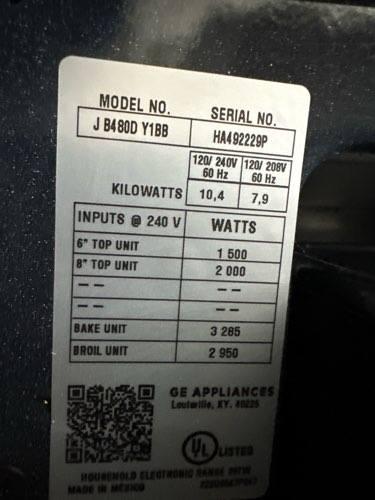 MODEL NO. SERIAL NO.
J B480D Y1BB HA492229P
120/ 240V 120/ 208V
60 Hz 60 Hz
KILOWATTS 10,4 7,9
INPUTS @ 240 V WATTS
6" TOP UNIT 1 500
8" TOP UNIT 2 000
-- --
-- --
BAKE UNIT 3 285
BROIL UNIT 2 950
GE APPLIANCES
Louisville, KY. 40225
UL LISTED
HOUSEHOLD ELECTRONIC RANGE
MADE IN MÉXICO